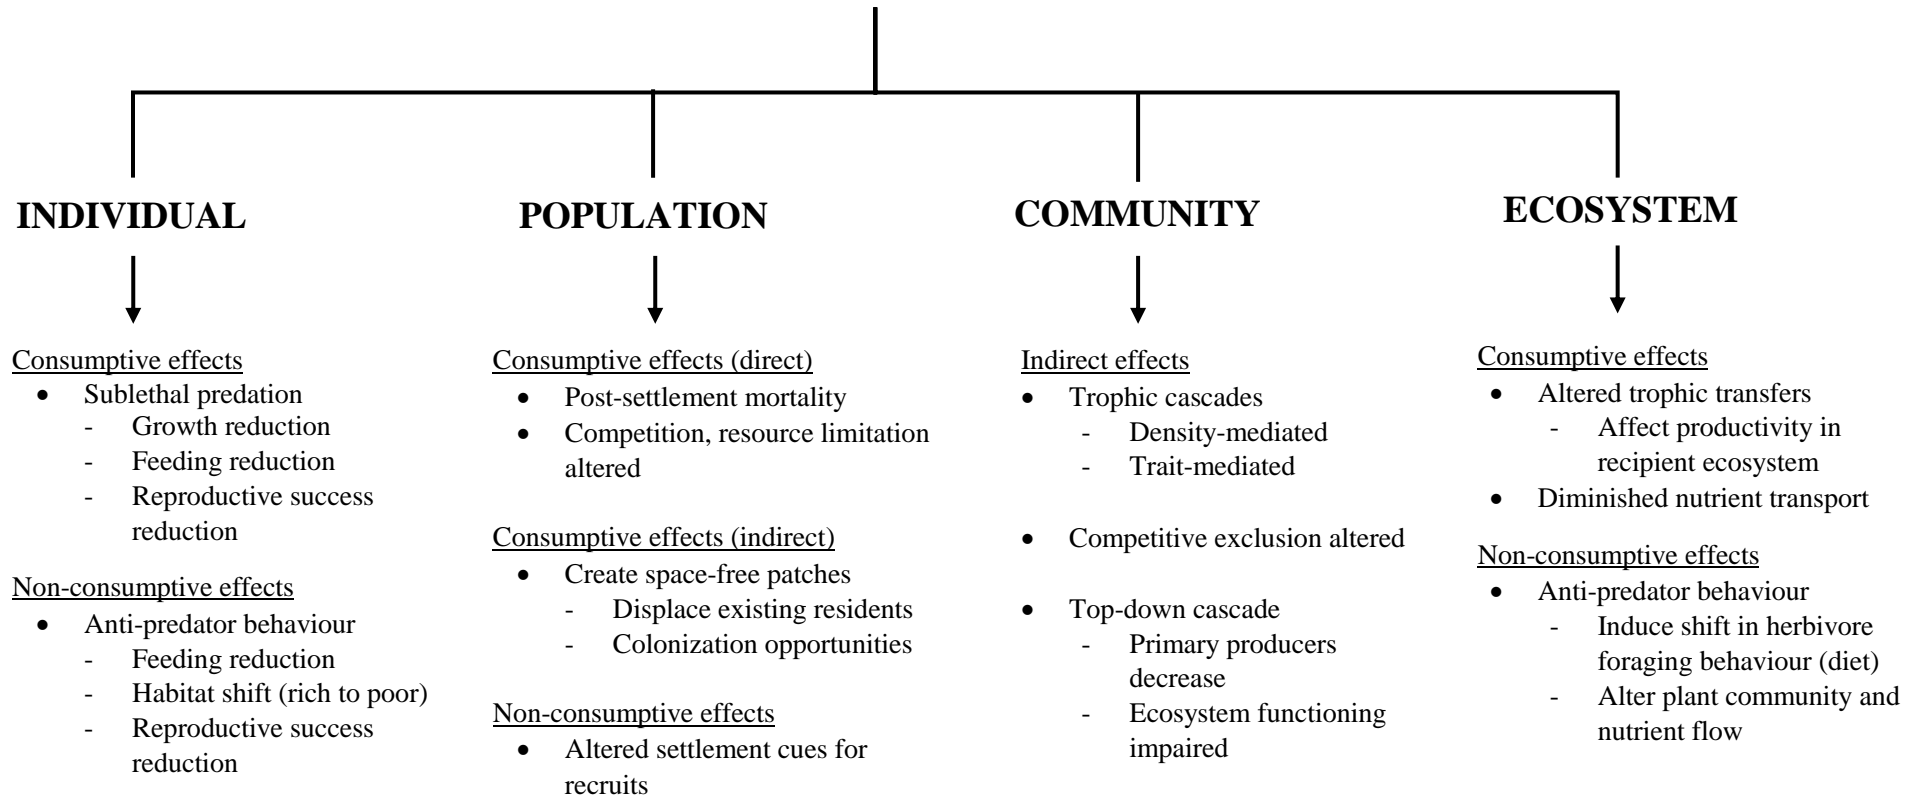 INDIVIDUAL
Consumptive effects
• Sublethal predation
- Growth reduction
- Feeding reduction
- Reproductive success
reduction
Non-consumptive effects
• Anti-predator behaviour
- Feeding reduction
- Habitat shift (rich to poor)
- Reproductive success
reduction
POPULATION
Consumptive effects (direct)
• Post-settlement mortality
• Competition, resource limitation
altered
Consumptive effects (indirect)
• Create space-free patches
- Displace existing residents
- Colonization opportunities
Non-consumptive effects
• Altered settlement cues for
recruits
COMMUNITY
Indirect effects
• Trophic cascades
- Density-mediated
- Trait-mediated
• Competitive exclusion altered
• Top-down cascade
- Primary producers
decrease
- Ecosystem functioning
impaired
ECOSYSTEM
Consumptive effects
• Altered trophic transfers
- Affect productivity in
recipient ecosystem
• Diminished nutrient transport
Non-consumptive effects
• Anti-predator behaviour
- Induce shift in herbivore
foraging behaviour (diet)
- Alter plant community and
nutrient flow